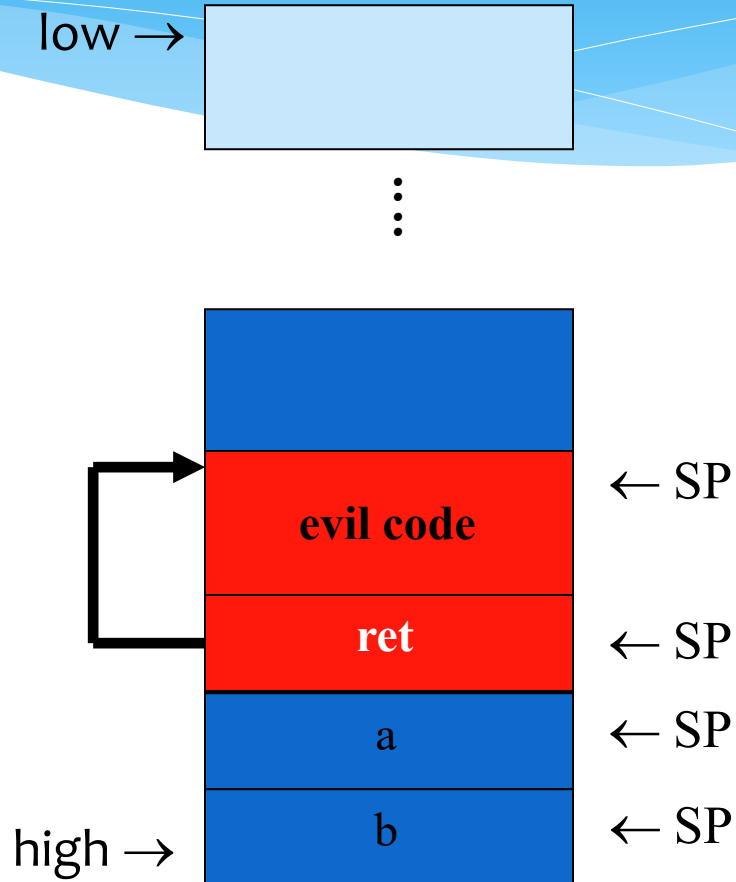 low →
⋮
← SP
evil code
ret
← SP
a
← SP
b
← SP
high →